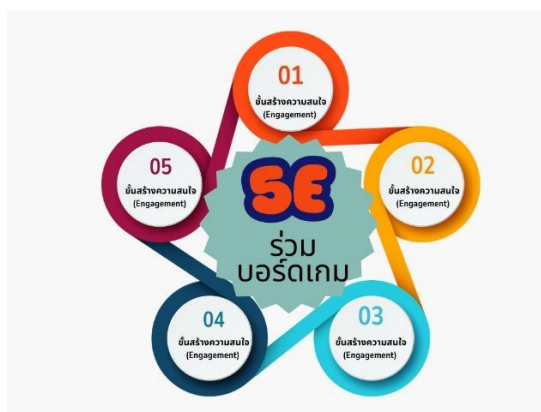 01
ขั้นสร้างความสนใจ
(Engagement)
02
ขั้นสร้างความสนใจ
(Engagement)
03
ขั้นสร้างความสนใจ
(Engagement)
04
ขั้นสร้างความสนใจ
(Engagement)
05
ขั้นสร้างความสนใจ
(Engagement)
5E
ร่วม
บอร์ดเกม